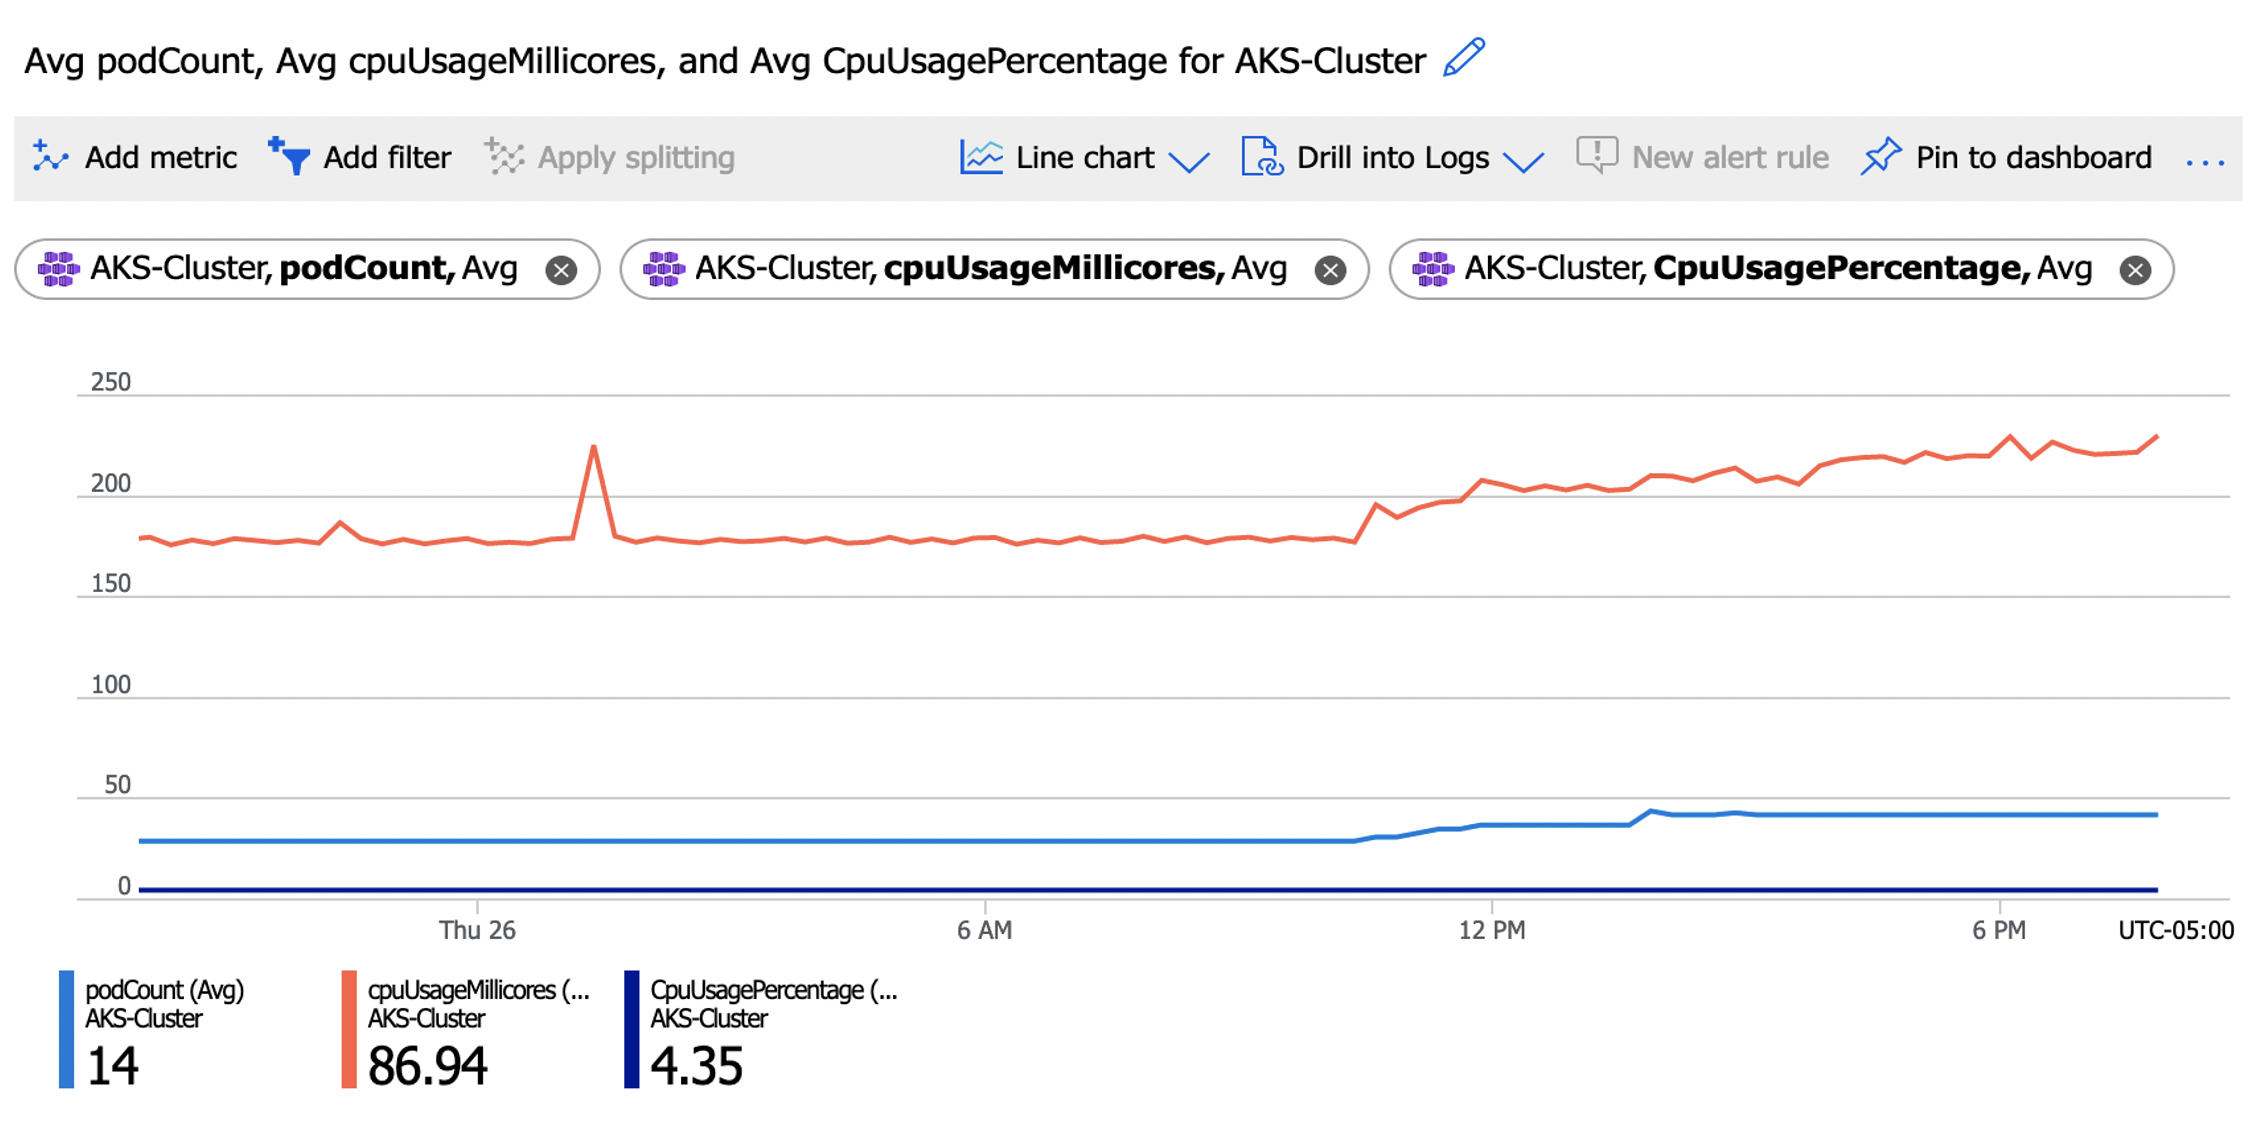 Avg podCount, Avg cpuUsageMillicores, and Avg CpuUsagePercentage for AKS-Cluster
Add metric Add filter Apply splitting Line chart Drill into Logs New alert rule Pin to dashboard ...
AKS-Cluster, podCount, Avg AKS-Cluster, cpuUsageMillicores, Avg AKS-Cluster, CpuUsagePercentage, Avg
250
200
150
100
50
0
Thu 26 6 AM 12 PM 6 PM UTC-05:00
podCount (Avg) cpuUsageMillicores (... CpuUsagePercentage (...
AKS-Cluster AKS-Cluster AKS-Cluster
14 86.94 4.35